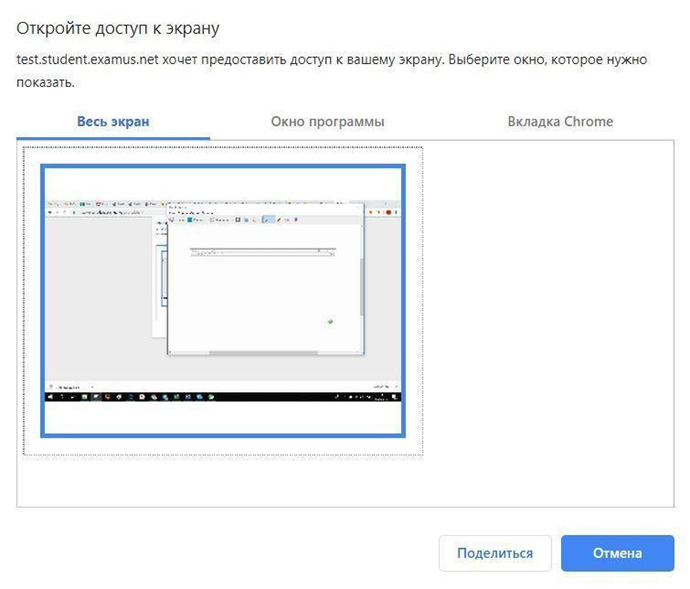 Откройте доступ к экрану
test.student.examus.net хочет предоставить доступ к вашему экрану. Выберите окно, которое нужно
показать.
Весь экран Окно программы Вкладка Chrome
Поделиться Отмена